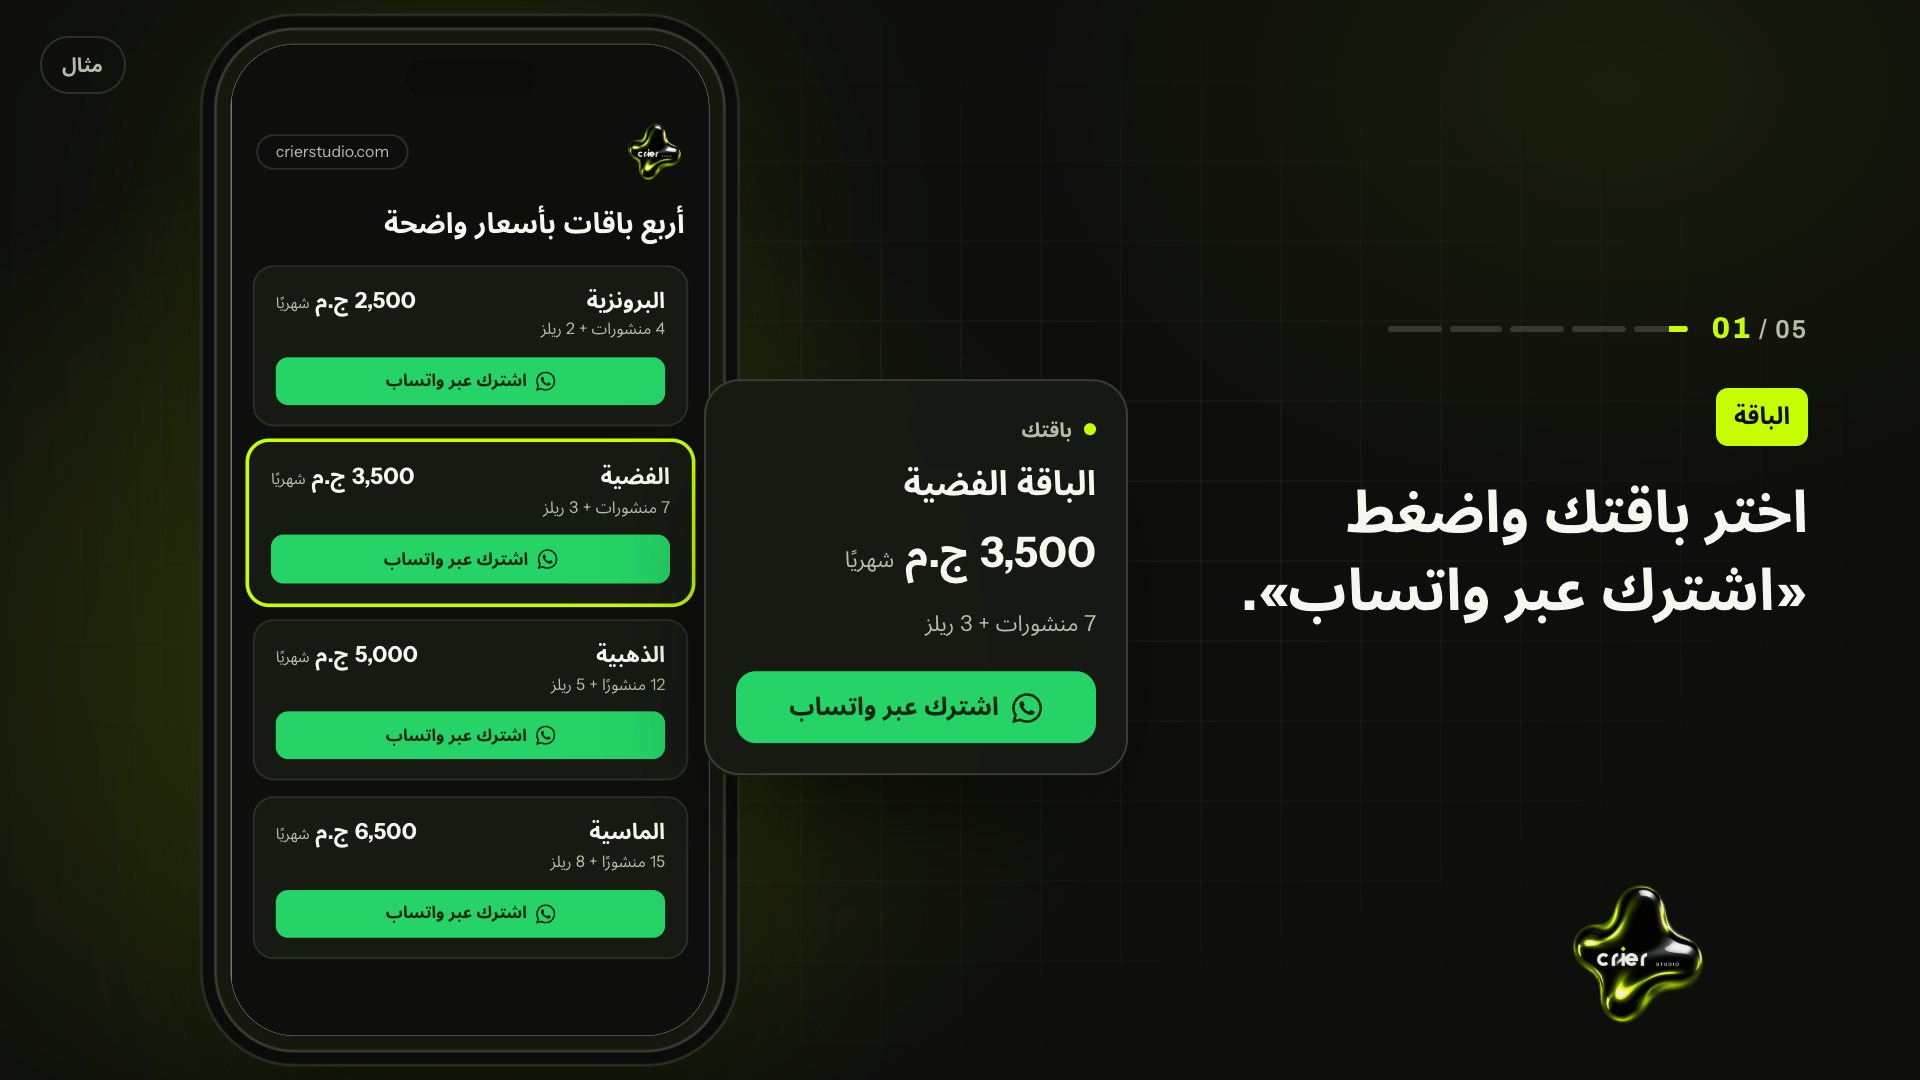 مثال
crierstudio.com
crier STUDIO
أربع باقات بأسعار واضحة
البرونزية
2,500 ج.م شهريًا
4 منشورات + 2 ريلز
اشترك عبر واتساب
الفضية
3,500 ج.م شهريًا
7 منشورات + 3 ريلز
اشترك عبر واتساب
الذهبية
5,000 ج.م شهريًا
12 منشورًا + 5 ريلز
اشترك عبر واتساب
الماسية
6,500 ج.م شهريًا
15 منشورًا + 8 ريلز
اشترك عبر واتساب
باقتك
الباقة الفضية
3,500 ج.م شهريًا
7 منشورات + 3 ريلز
اشترك عبر واتساب
01 / 05
الباقة
اختر باقتك واضغط
«اشترك عبر واتساب».
crier STUDIO